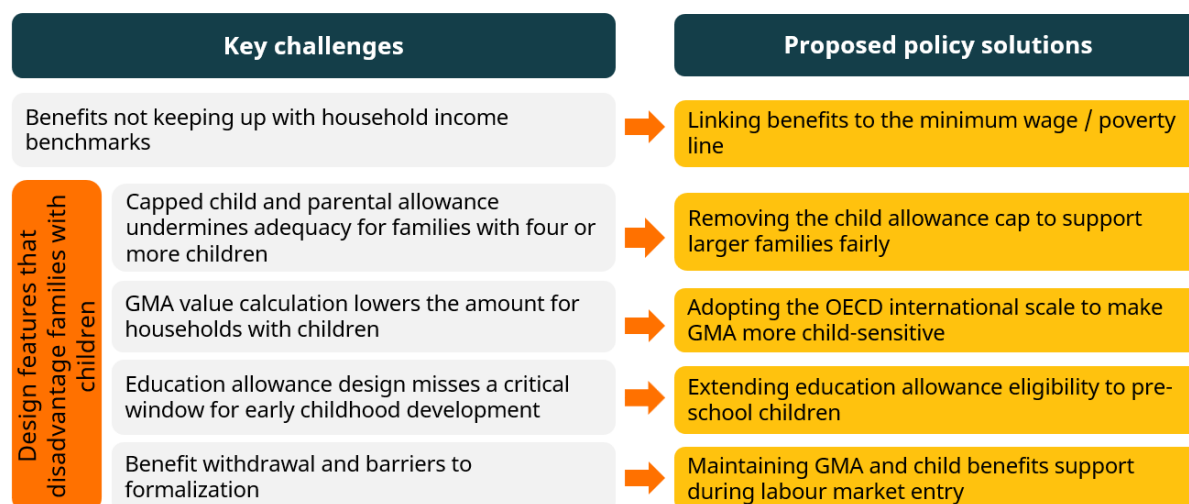 Key challenges
Proposed policy solutions
Benefits not keeping up with household income
benchmarks
Linking benefits to the minimum wage / poverty
line
Design features that
disadvantage families with
children
Capped child and parental allowance
undermines adequacy for families with four or
more children
Removing the child allowance cap to support
larger families fairly
GMA value calculation lowers the amount for
households with children
Adopting the OECD international scale to make
GMA more child-sensitive
Education allowance design misses a critical
window for early childhood development
Extending education allowance eligibility to pre-
school children
Benefit withdrawal and barriers to
formalization
Maintaining GMA and child benefits support
during labour market entry